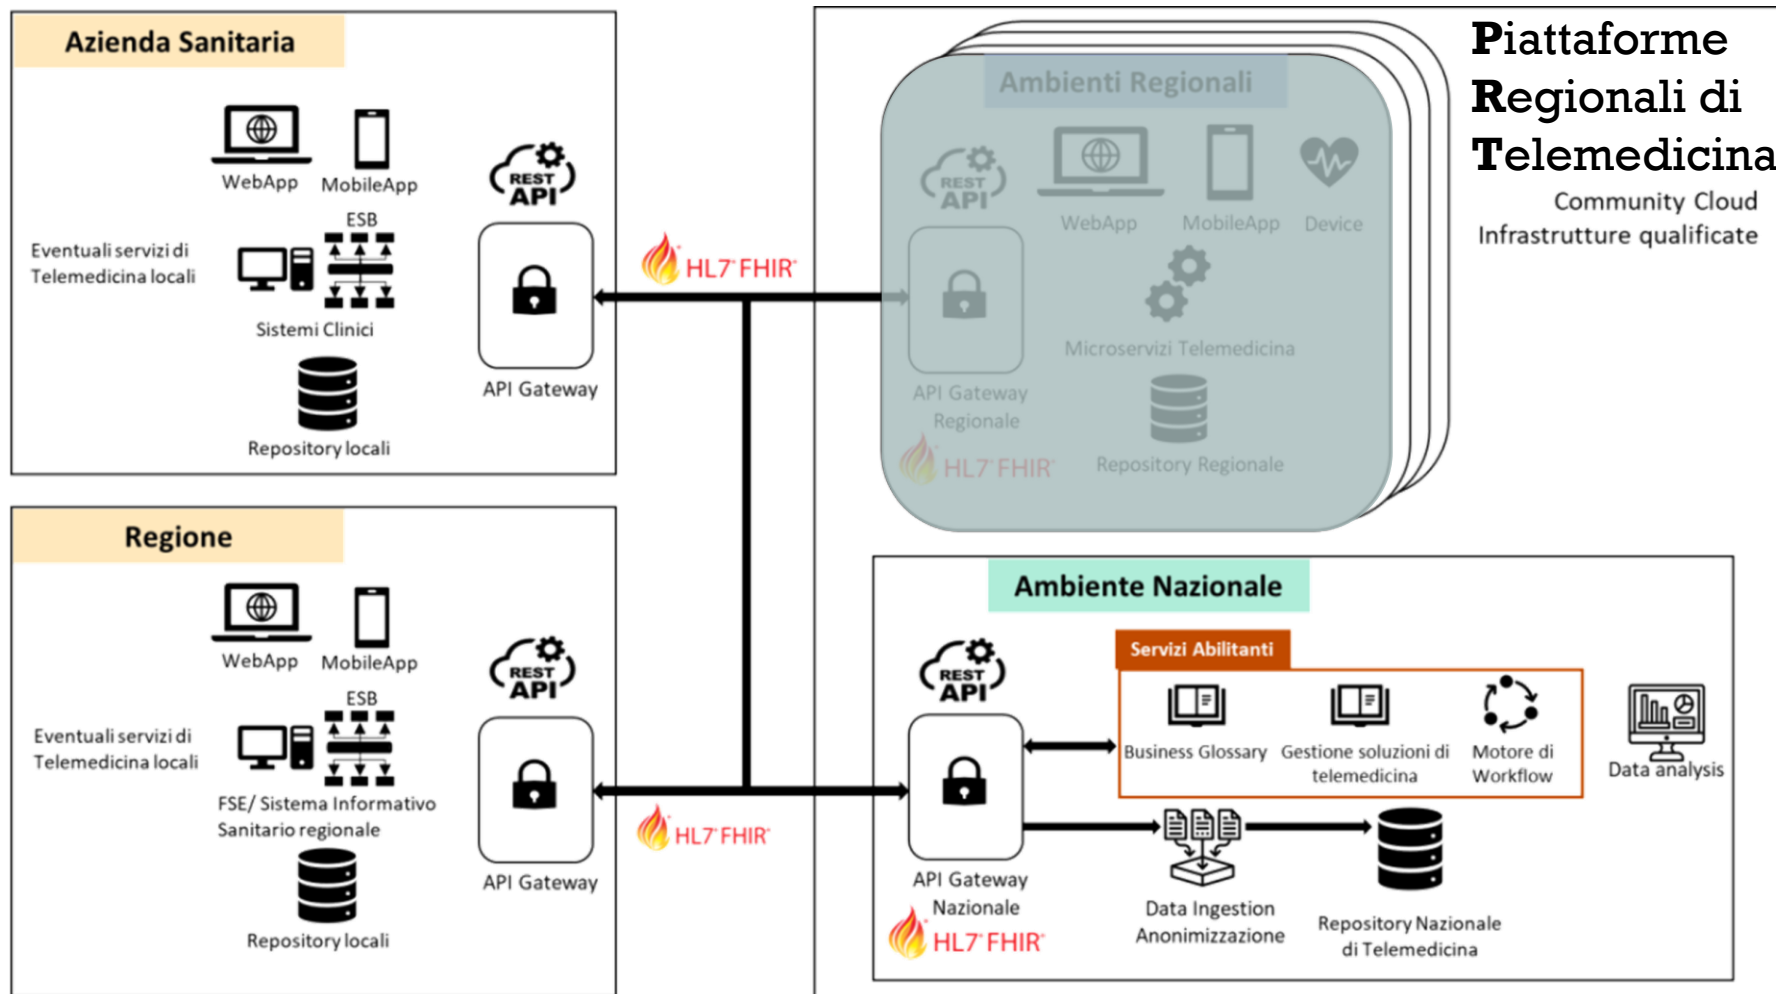 Azienda Sanitaria
WebApp
MobileApp
REST
API
ESB
Eventuali servizi di
Telemedicina locali
Sistemi Clinici
API Gateway
Repository locali
HL7 FHIR
Ambienti Regionali
REST
API
WebApp
MobileApp
Device
Microservizi Telemedicina
API Gateway
Regionale
HL7 FHIR
Repository Regionale
Piattaforme
Regionali di
Telemedicina
Community Cloud
Infrastrutture qualificate
Regione
WebApp
MobileApp
REST
API
ESB
Eventuali servizi di
Telemedicina locali
FSE/ Sistema Informativo
Sanitario regionale
API Gateway
Repository locali
HL7 FHIR
Ambiente Nazionale
REST
API
Servizi Abilitanti
Business Glossary
Gestione soluzioni di
telemedicina
Motore di
Workflow
Data analysis
API Gateway
Nazionale
HL7 FHIR
Data Ingestion
Anonimizzazione
Repository Nazionale
di Telemedicina